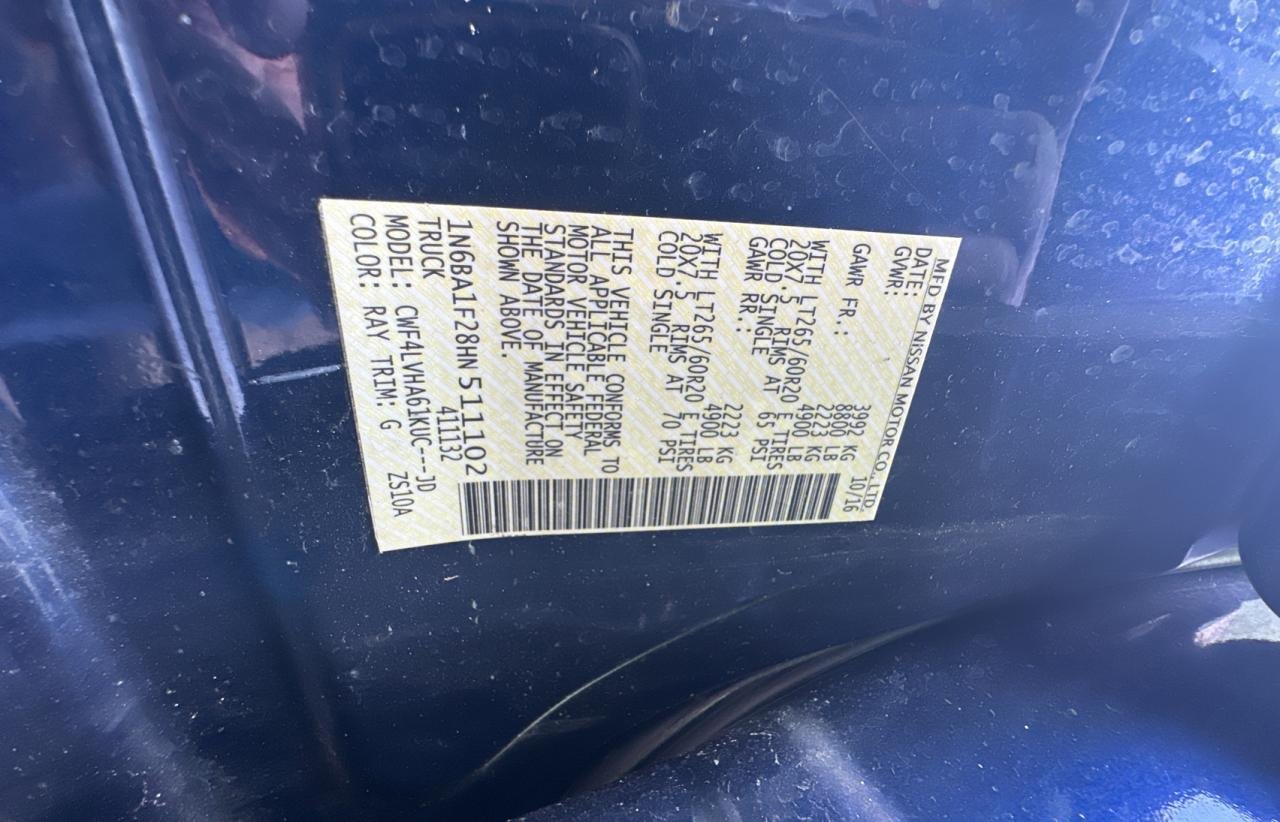 MFD BY NISSAN MOTOR CO., LTD.
DATE: 10/16
GVWR: 3992 KG
8800 LB
GAWR FR: 2223 KG
4900 LB
WITH LT265/60R20 E TIRES
20X7.5 RIMS AT 65 PSI
COLD SINGLE
GAWR RR: 2223 KG
4900 LB
WITH LT265/60R20 E TIRES
20X7.5 RIMS AT 70 PSI
COLD SINGLE
THIS VEHICLE CONFORMS TO
ALL APPLICABLE FEDERAL
MOTOR VEHICLE SAFETY
STANDARDS IN EFFECT ON
THE DATE OF MANUFACTURE
SHOWN ABOVE.
1N6BA1F28HN511102
TRUCK 41132
MODEL: CWF4LVHA61KUC---JD
COLOR: RAY TRIM: G ZS10A